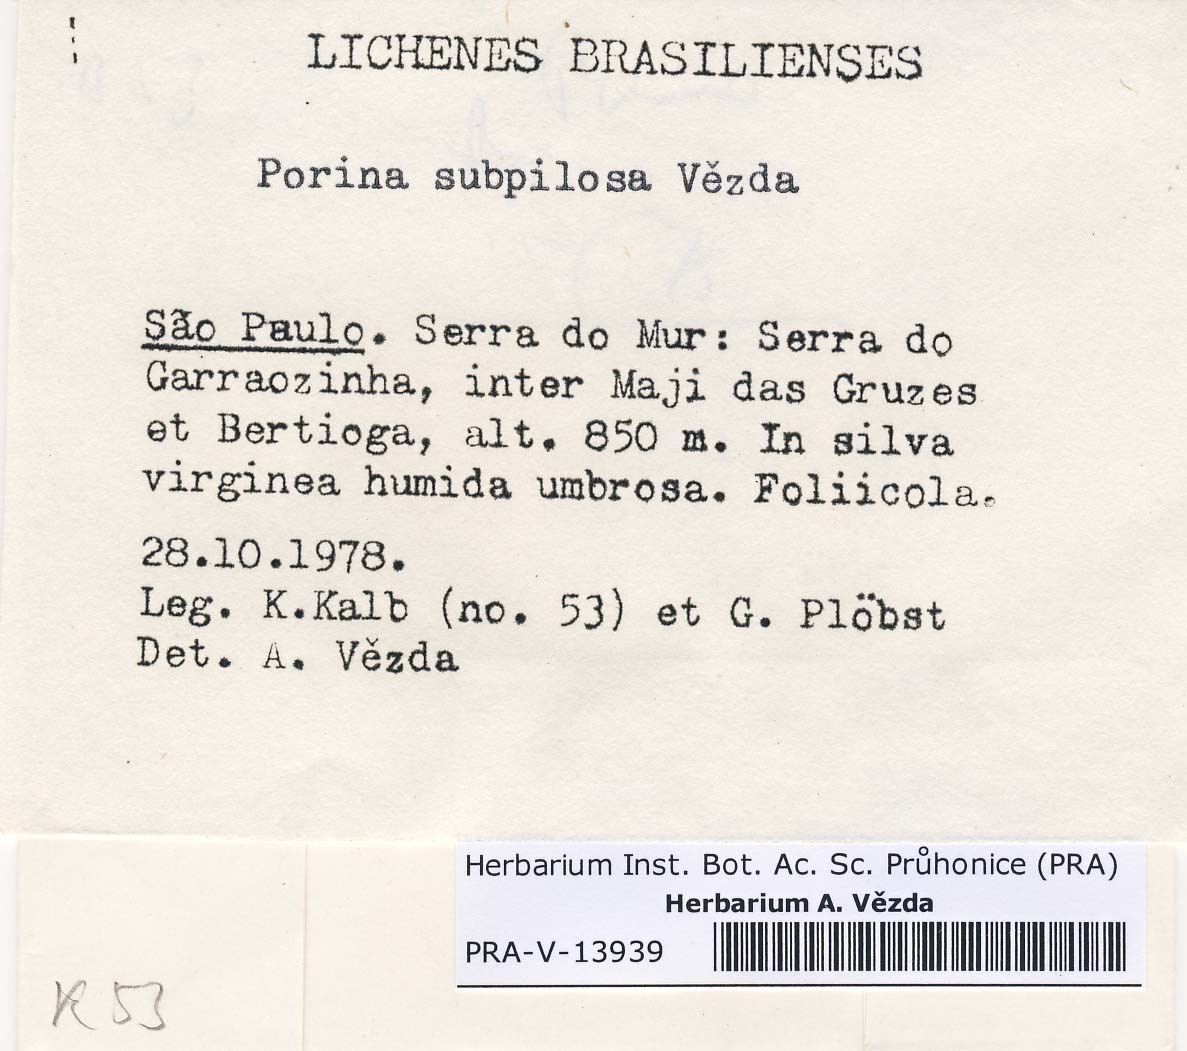 LICHENES BRASILIENSES
Porina subpilosa Vězda
São Paulo. Serra do Mur: Serra do
Garraozinha, inter Maji das Gruzes
et Bertioga, alt. 850 m. In silva
virginea humida umbrosa. Foliicola.
28.10.1978.
Leg. K.Kalb (no. 53) et G. Plöbst
Det. A. Vězda
Herbarium Inst. Bot. Ac. Sc. Průhonice (PRA)
Herbarium A. Vězda
PRA-V-13939
K 53